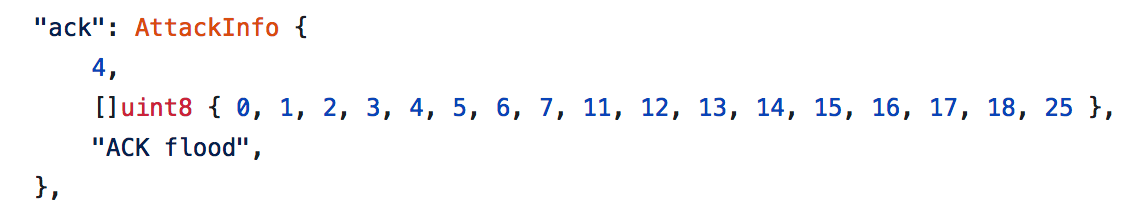 "ack": AttackInfo {
    4,
    []uint8 { 0, 1, 2, 3, 4, 5, 6, 7, 11, 12, 13, 14, 15, 16, 17, 18, 25 },
    "ACK flood",
},